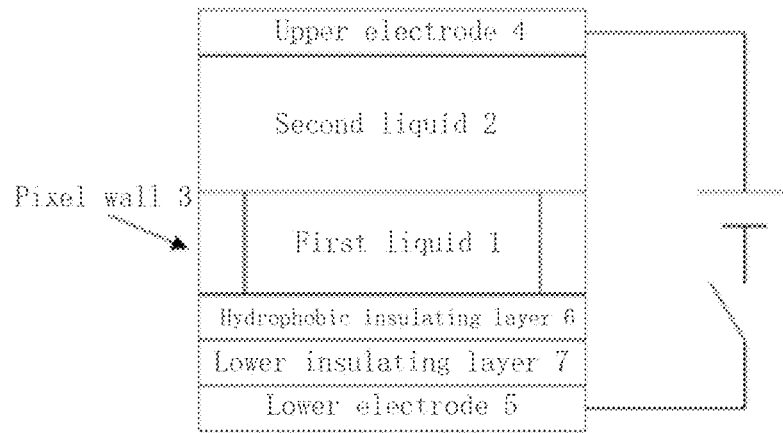 Upper electrode 4
Second liquid 2
Pixel wall 3
First liquid 1
Hydrophobic insulating layer 6
Lower insulating layer 7
Lower electrode 5